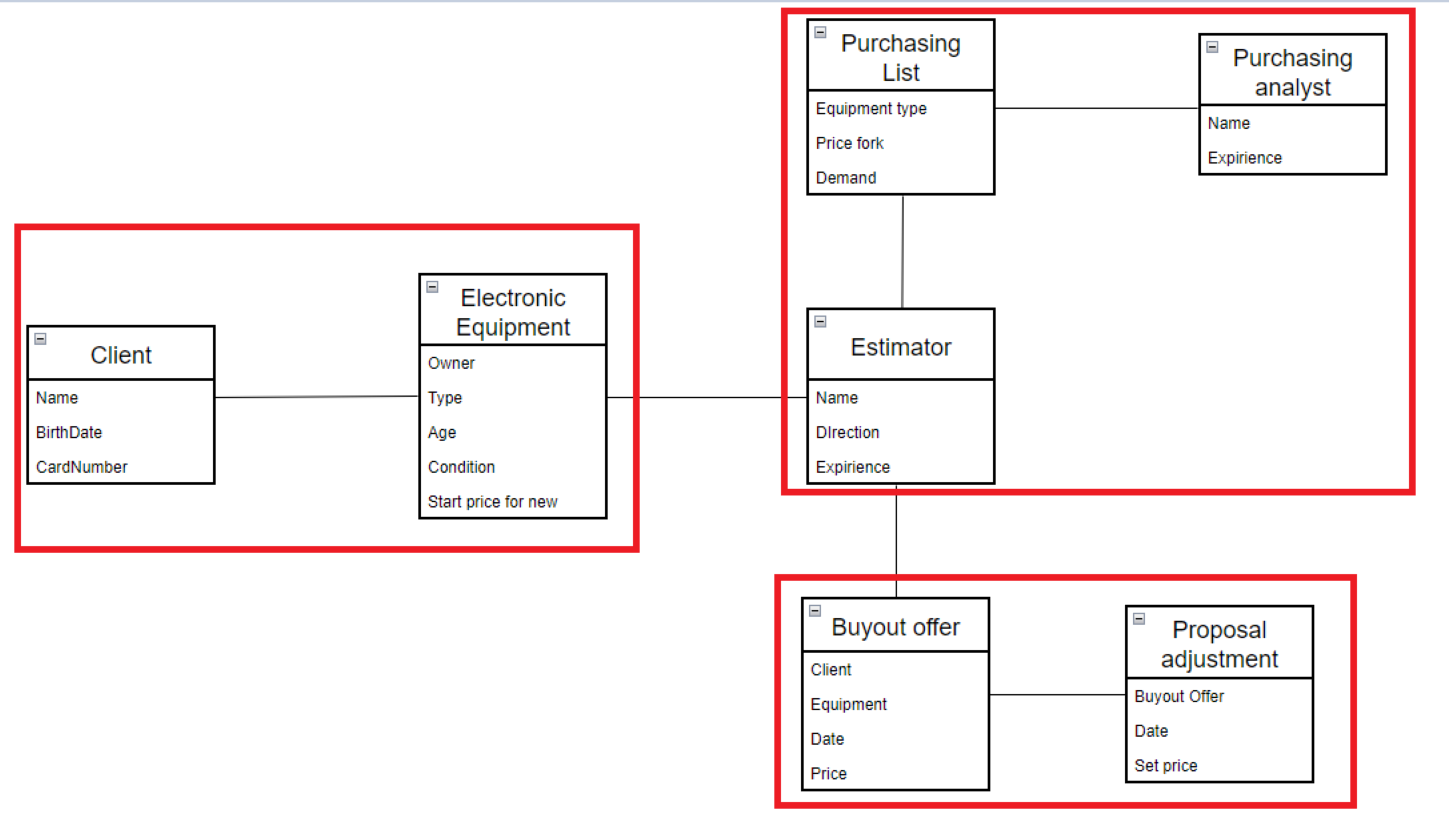 Purchasing
List
Equipment type
Price fork
Demand
Purchasing
analyst
Name
Expirience
Client
Name
BirthDate
CardNumber
Electronic
Equipment
Owner
Type
Age
Condition
Start price for new
Estimator
Name
DIrection
Expirience
Buyout offer
Client
Equipment
Date
Price
Proposal
adjustment
Buyout Offer
Date
Set price